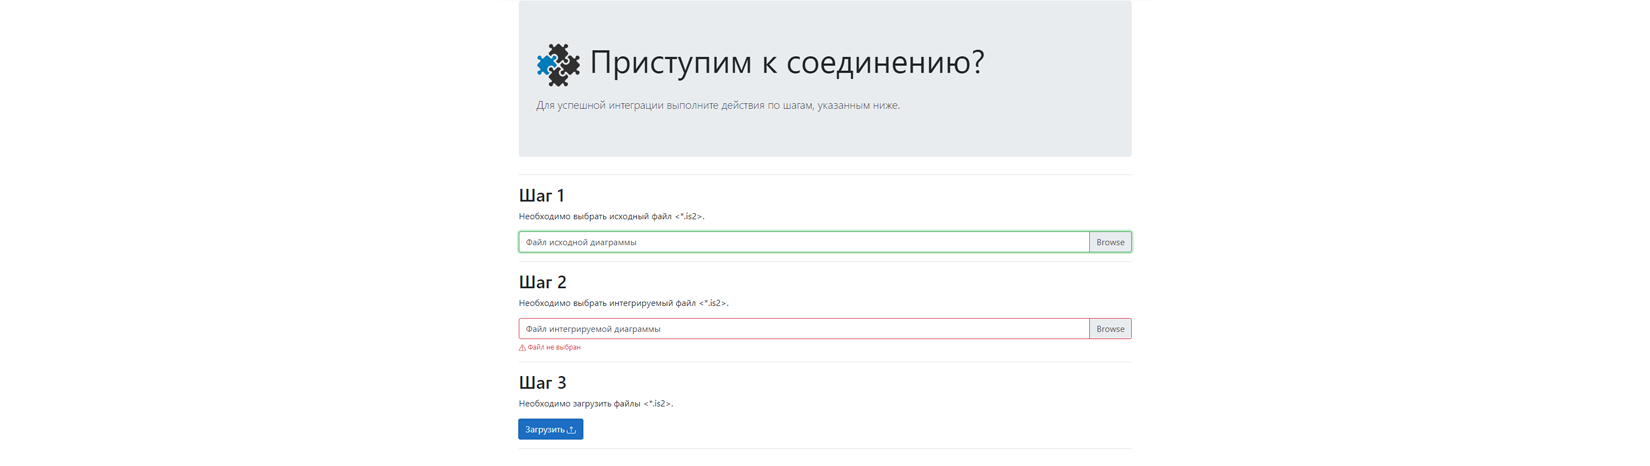 Приступим к соединению?
Для успешной интеграции выполните действия по шагам, указанным ниже.
Шаг 1
Необходимо выбрать исходный файл <*.is2>.
Файл исходной диаграммы
Browse
Шаг 2
Необходимо выбрать интегрируемый файл <*.is2>.
Файл интегрируемой диаграммы
Browse
Файл не выбран
Шаг 3
Необходимо загрузить файлы <*.is2>.
Загрузить